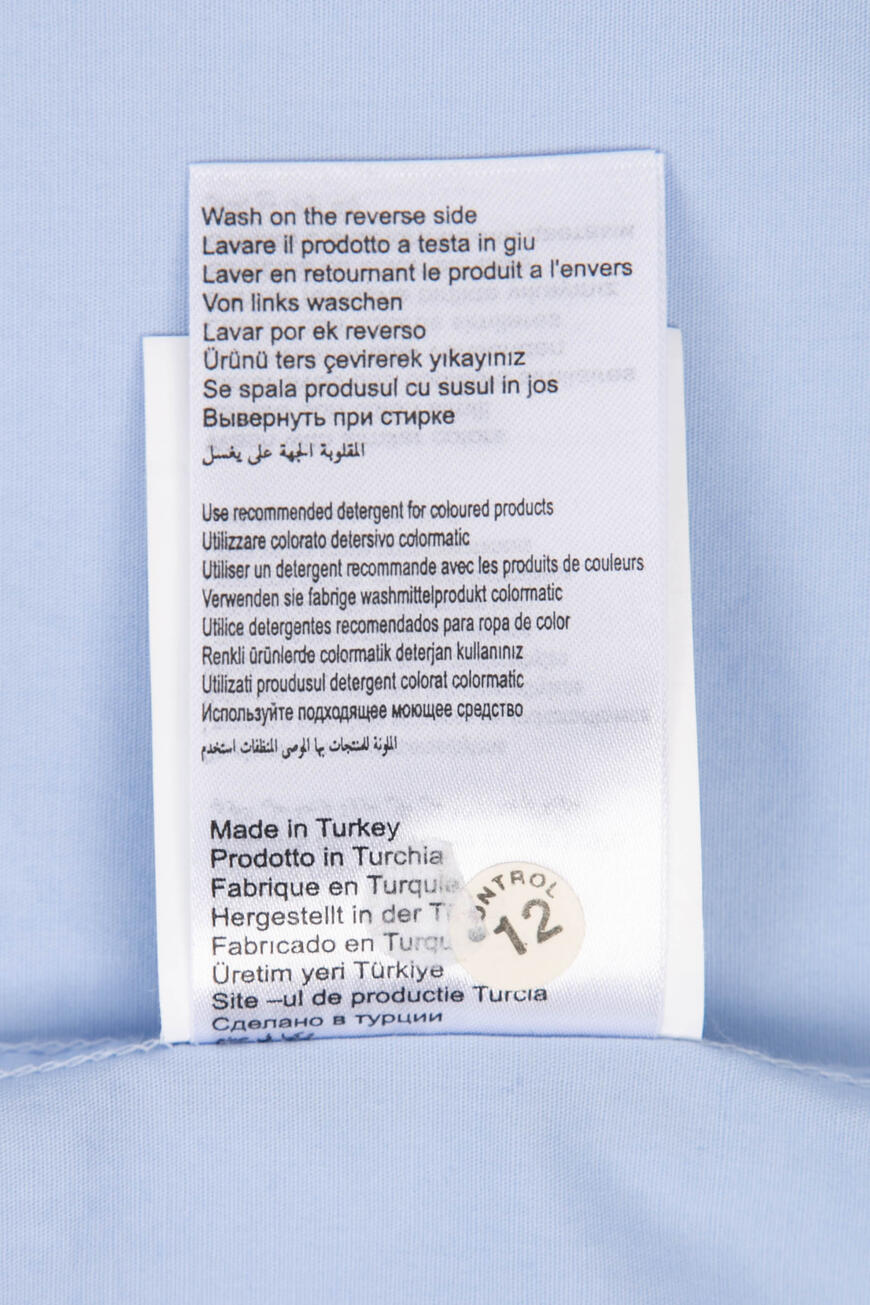 Wash on the reverse side
Lavare il prodotto a testa in giu
Laver en retournant le produit a l'envers
Von links waschen
Lavar por ek reverso
Ürünü ters çevirerek yıkayınız
Se spala produsul cu susul in jos
Вывернуть при стирке
المقلوبة الجهة على يغسل
Use recommended detergent for coloured products
Utilizzare colorato detersivo colormatic
Utiliser un detergent recommande avec les produits de couleurs
Verwenden sie fabrige washmittelprodukt colormatic
Utilice detergentes recomendados para ropa de color
Renkli ürünlerde colormatik deterjan kullanınız
Utilizati proudusul detergent colorat colormatic
Используйте подходящее моющее средство
الملونة للمنتجات بها الموصى المنظفات استخدم
Made in Turkey
Prodotto in Turchia
Fabrique en Turquie
Hergestellt in der
Fabricado en
Üretim yeri Türkiye
Site –ul de productie Turcia
Сделано в турции
CONTROL
12